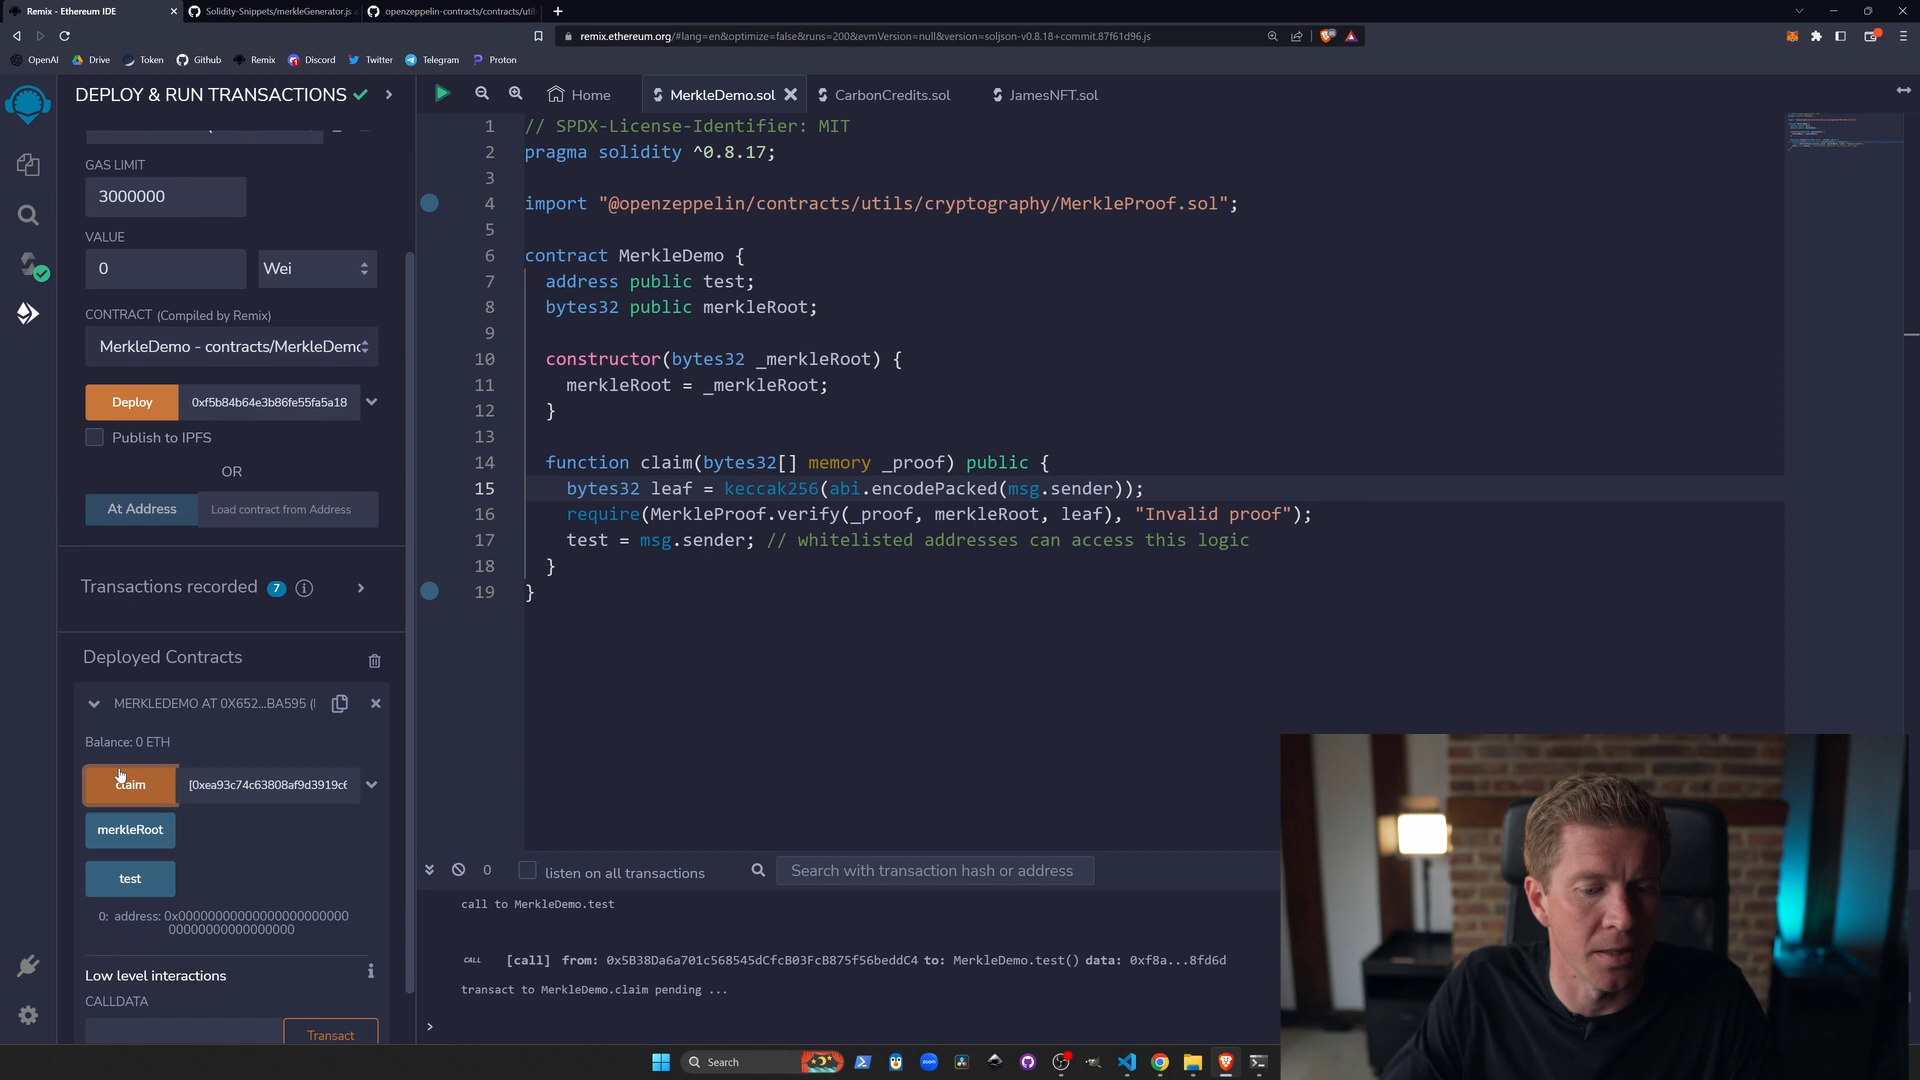 Remix - Ethereum IDE
Solidity-Snippets/merkleGenerator.js
openzeppelin-contracts/contracts/util
remix.ethereum.org/#lang=en&optimize=false&runs=200&evmVersion=null&version=soljson-v0.8.18+commit.87f61d96.js
OpenAI
Drive
Token
Github
Remix
Discord
Twitter
Telegram
Proton
DEPLOY & RUN TRANSACTIONS
GAS LIMIT
3000000
VALUE
0
Wei
CONTRACT (Compiled by Remix)
MerkleDemo - contracts/MerkleDemo
Deploy
0xf5b84b64e3b86fe55fa5a18
Publish to IPFS
OR
At Address
Load contract from Address
Transactions recorded 7
Deployed Contracts
MERKLEDEMO AT 0X652...BA595 (
Balance: 0 ETH
claim
[0xea93c74c63808af9d3919c6
merkleRoot
test
0: address: 0x00000000000000000000000
00000000000000000
Low level interactions
CALLDATA
Transact
Home
MerkleDemo.sol
CarbonCredits.sol
JamesNFT.sol
1 // SPDX-License-Identifier: MIT
2 pragma solidity ^0.8.17;
3
4 import "@openzeppelin/contracts/utils/cryptography/MerkleProof.sol";
5
6 contract MerkleDemo {
7 address public test;
8 bytes32 public merkleRoot;
9
10 constructor(bytes32 _merkleRoot) {
11 merkleRoot = _merkleRoot;
12 }
13
14 function claim(bytes32[] memory _proof) public {
15 bytes32 leaf = keccak256(abi.encodePacked(msg.sender));
16 require(MerkleProof.verify(_proof, merkleRoot, leaf), "Invalid proof");
17 test = msg.sender; // whitelisted addresses can access this logic
18 }
19 }
0
listen on all transactions
Search with transaction hash or address
call to MerkleDemo.test
CALL [call] from: 0x5B38Da6a701c568545dCfcB03FcB875f56beddC4 to: MerkleDemo.test() data: 0xf8a...8fd6d
transact to MerkleDemo.claim pending ...
>
Search